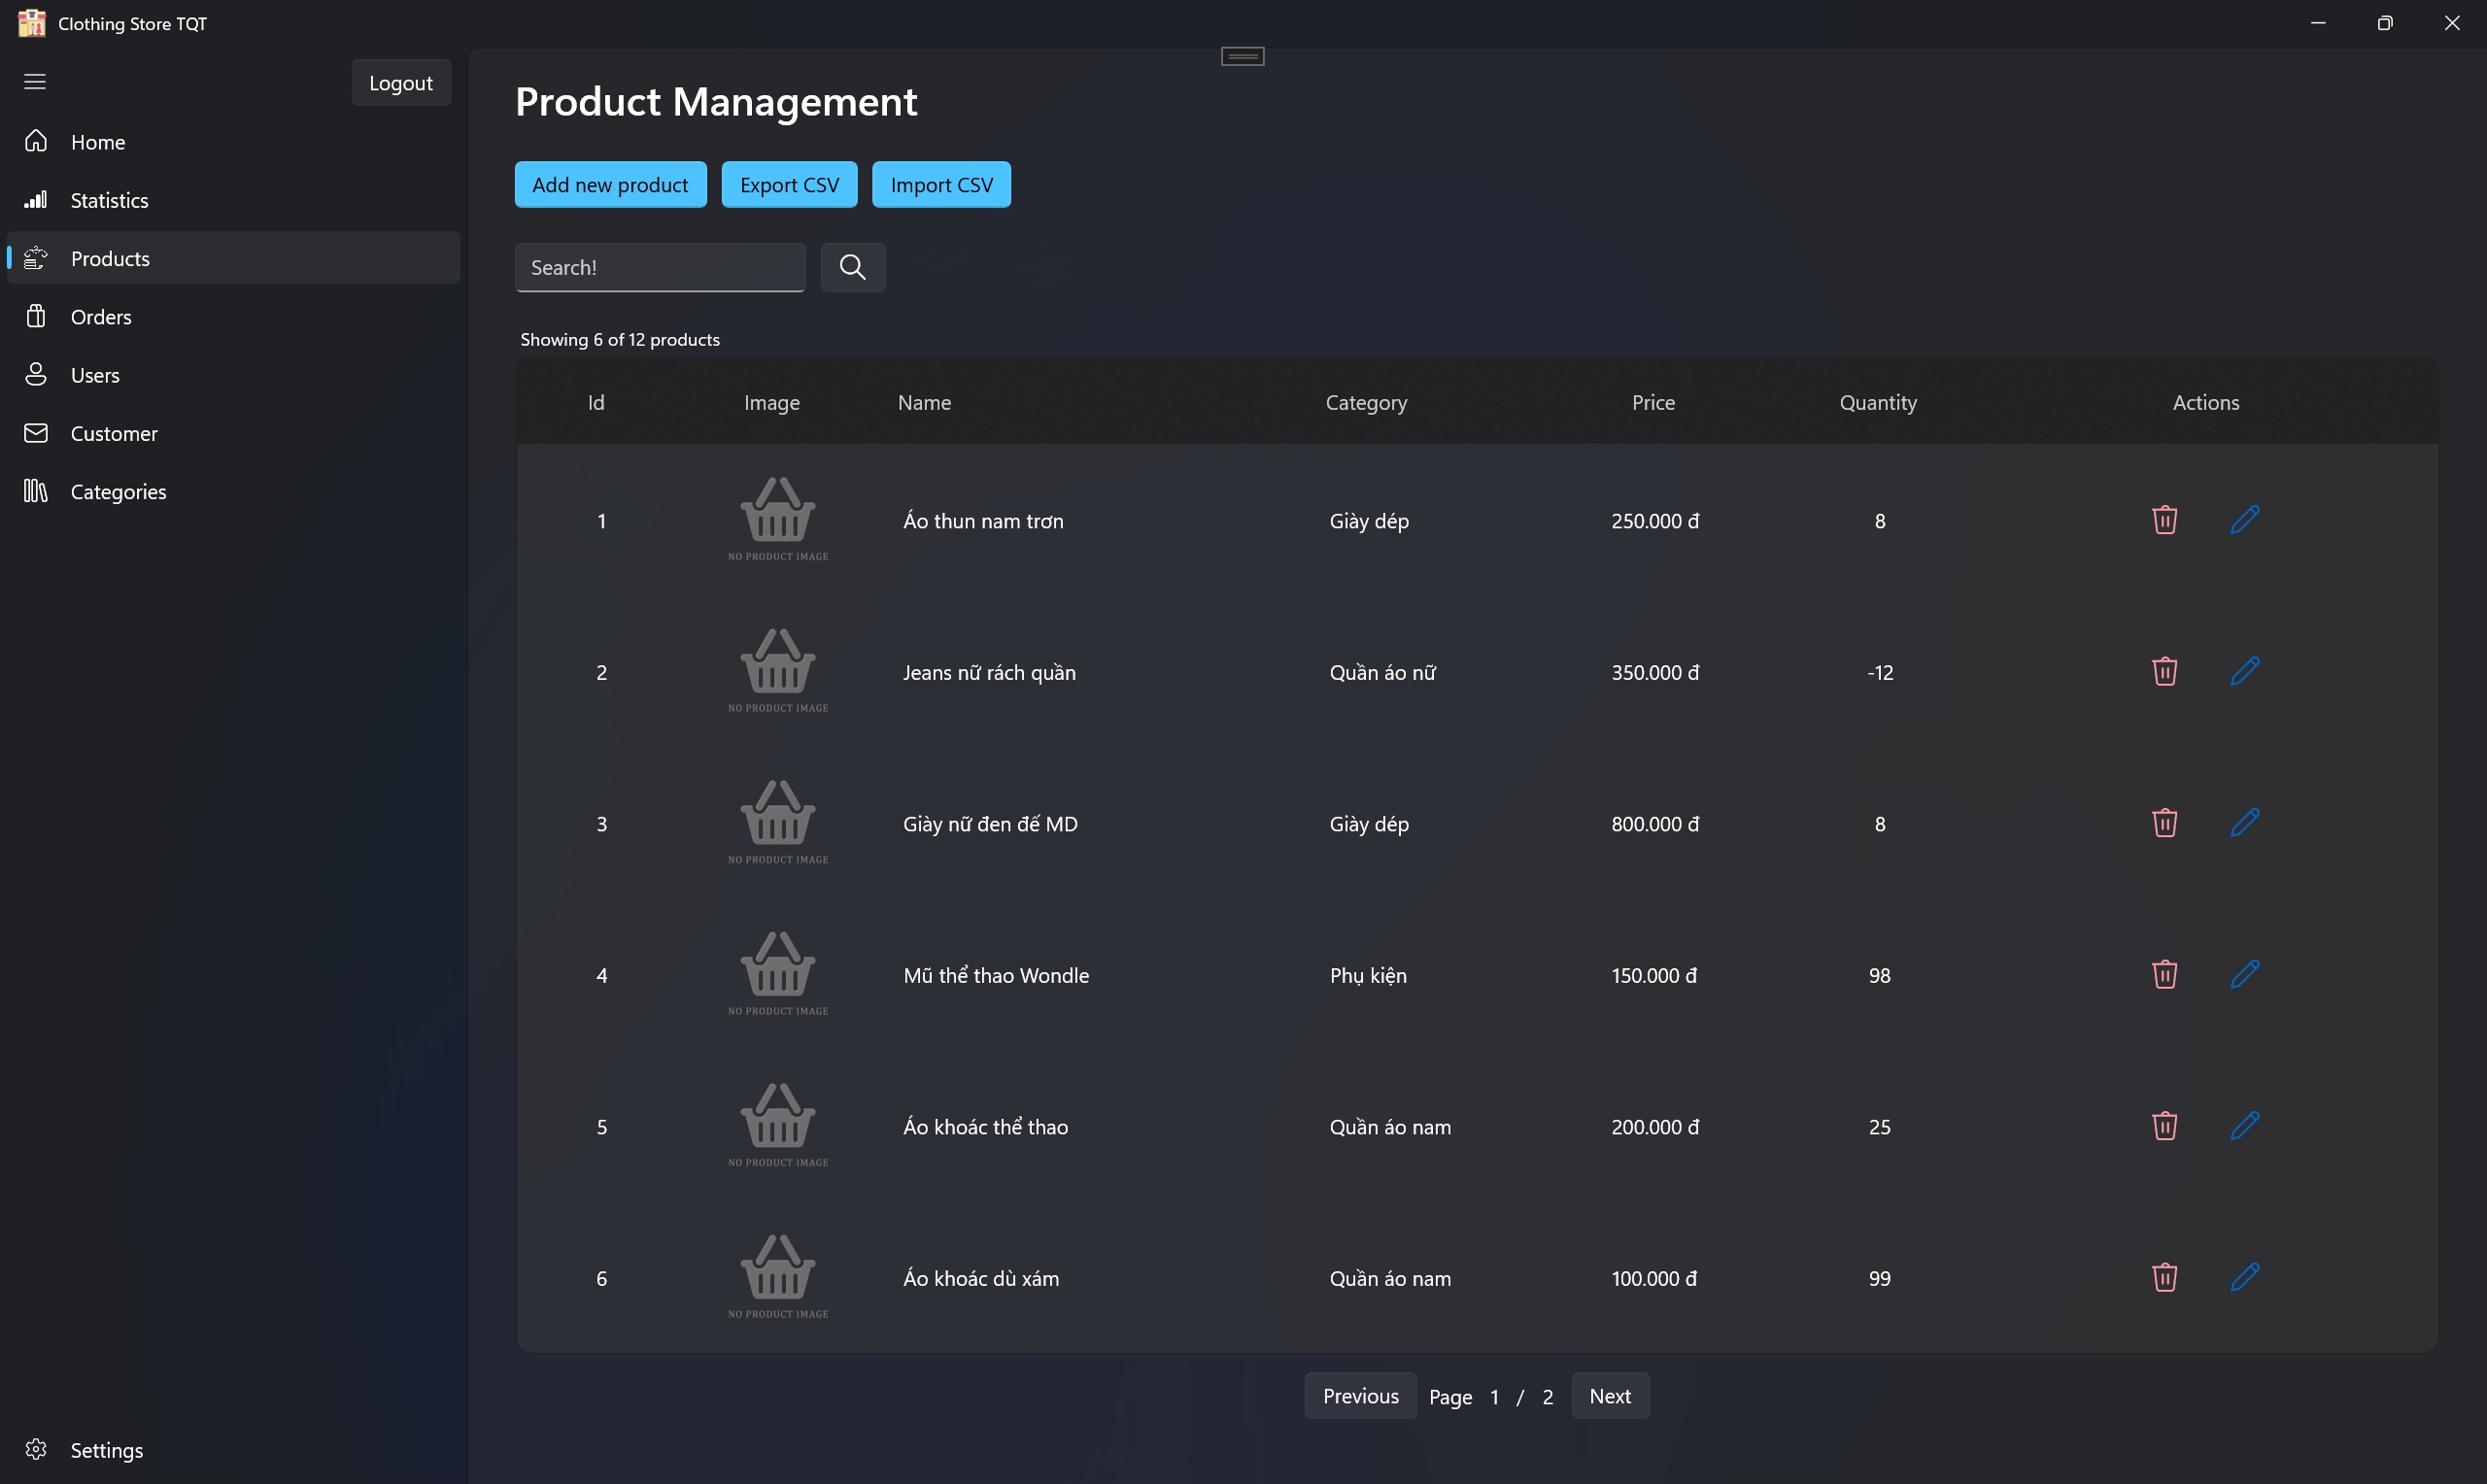 Clothing Store TQT
Logout
Home
Statistics
Products
Orders
Users
Customer
Categories
Settings
Product Management
Add new product Export CSV Import CSV
Search!
Showing 6 of 12 products
Id Image Name Category Price Quantity Actions
1 NO PRODUCT IMAGE Áo thun nam trơn Giày dép 250.000 đ 8
2 NO PRODUCT IMAGE Jeans nữ rách quần Quần áo nữ 350.000 đ -12
3 NO PRODUCT IMAGE Giày nữ đen đế MD Giày dép 800.000 đ 8
4 NO PRODUCT IMAGE Mũ thể thao Wondle Phụ kiện 150.000 đ 98
5 NO PRODUCT IMAGE Áo khoác thể thao Quần áo nam 200.000 đ 25
6 NO PRODUCT IMAGE Áo khoác dù xám Quần áo nam 100.000 đ 99
Previous Page 1 / 2 Next